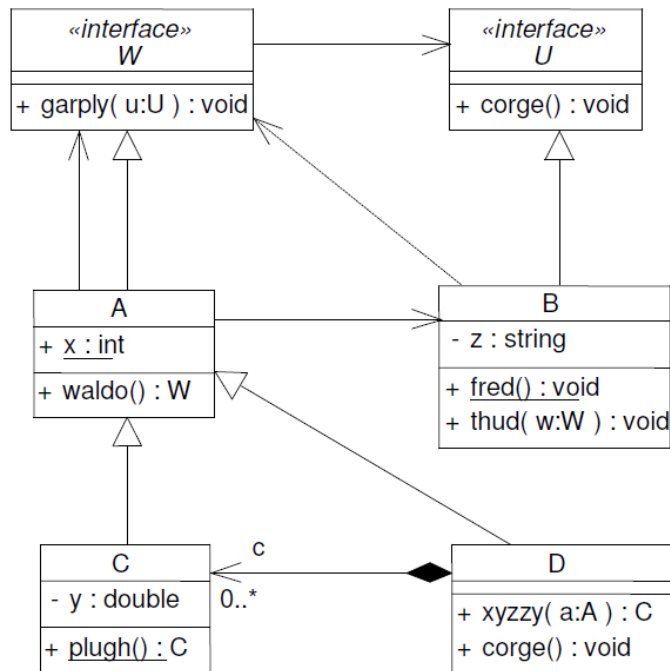 «interface»
W
+ garply( u:U ) : void
«interface»
U
+ corge() : void
A
+ x : int
+ waldo() : W
B
- z : string
+ fred() : void
+ thud( w:W ) : void
C
- y : double
+ plugh() : C
c
0..*
D
+ xyzzy( a:A ) : C
+ corge() : void